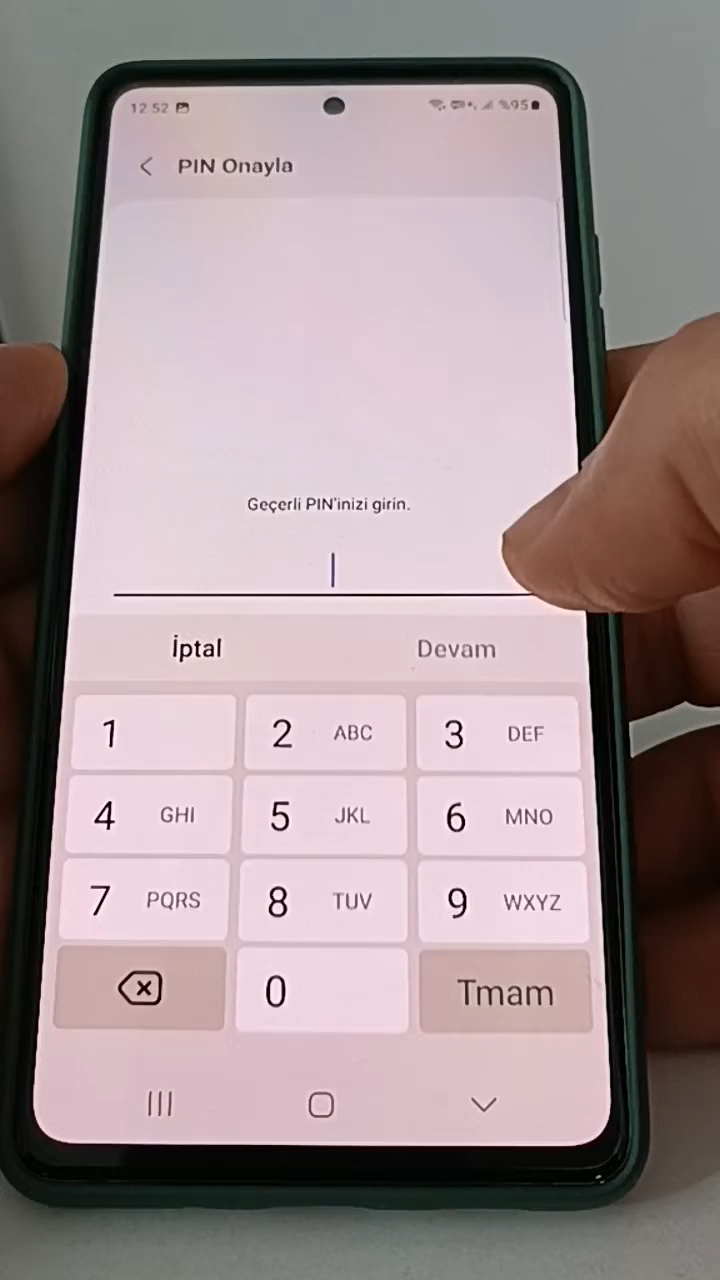 12:52 %95
PIN Onayla
Geçerli PIN'inizi girin.
İptal Devam
1 2 ABC 3 DEF
4 GHI 5 JKL 6 MNO
7 PQRS 8 TUV 9 WXYZ
0 Tmam